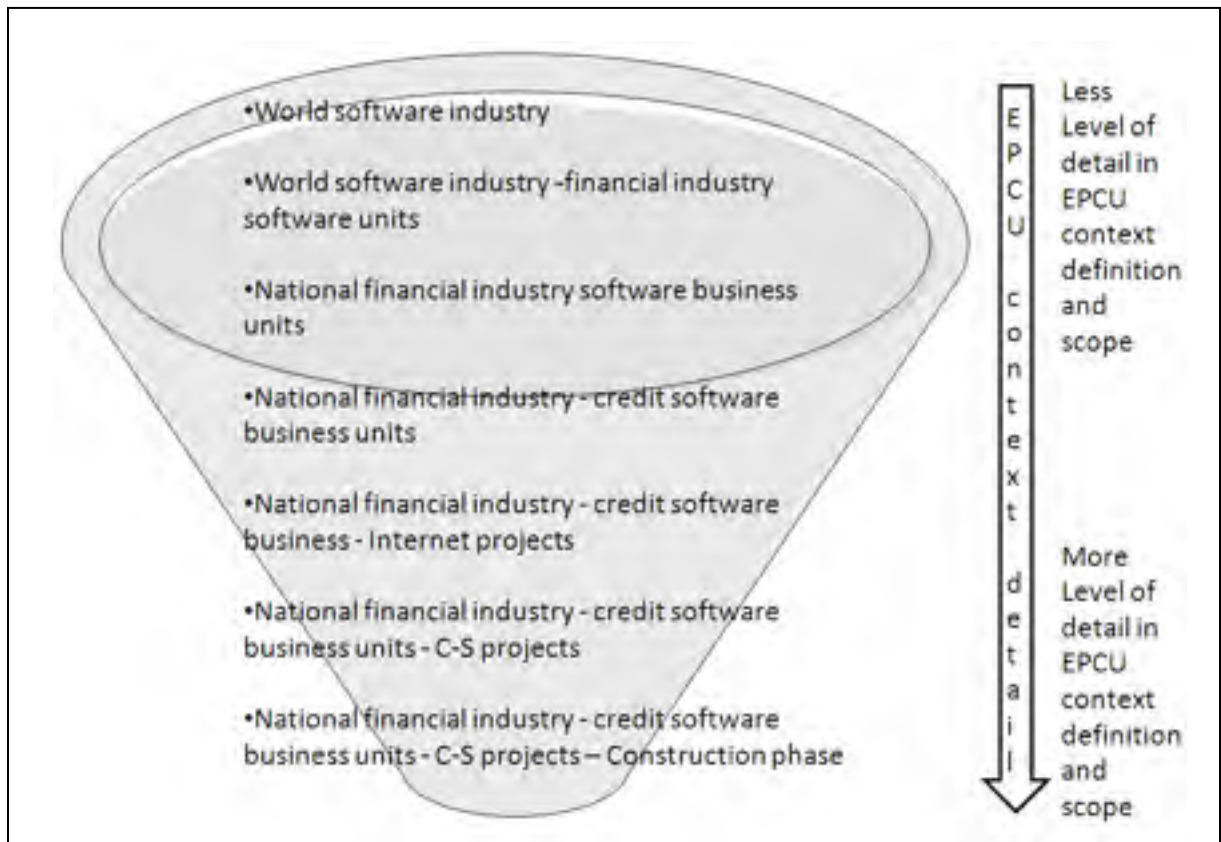 •World software industry
•World software industry -financial industry
software units
•National financial industry software business
units
•National financial industry - credit software
business units
•National financial industry - credit software
business - Internet projects
•National financial industry - credit software
business units - C-S projects
•National financial industry - credit software
business units - C-S projects – Construction phase
EPCU context detail
Less
Level of
detail in
EPCU
context
definition
and
scope
More
Level of
detail in
EPCU
context
definition
and
scope